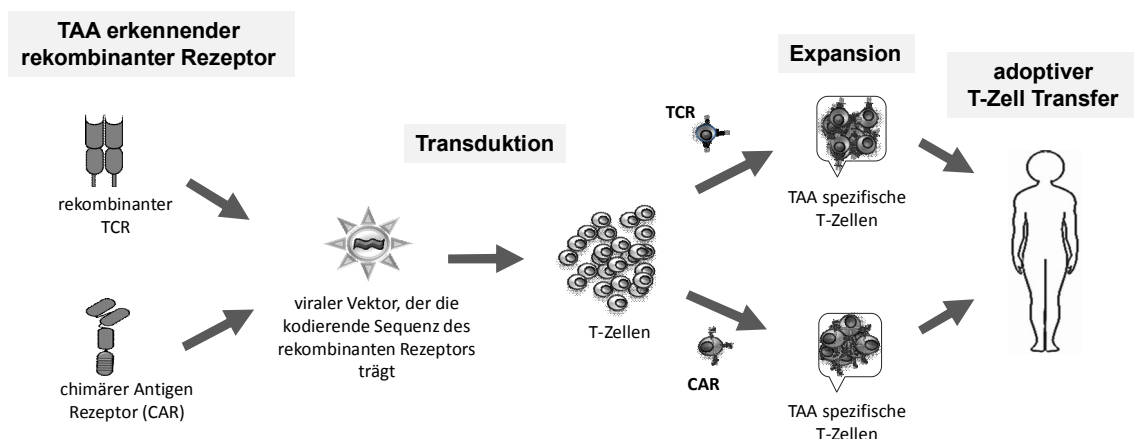 TAA erkennender
rekombinanter Rezeptor
rekombinanter
TCR
chimärer Antigen
Rezeptor (CAR)
Transduktion
viraler Vektor, der die
kodierende Sequenz des
rekombinanten Rezeptors
trägt
T-Zellen
TCR
CAR
Expansion
TAA spezifische
T-Zellen
TAA spezifische
T-Zellen
adoptiver
T-Zell Transfer